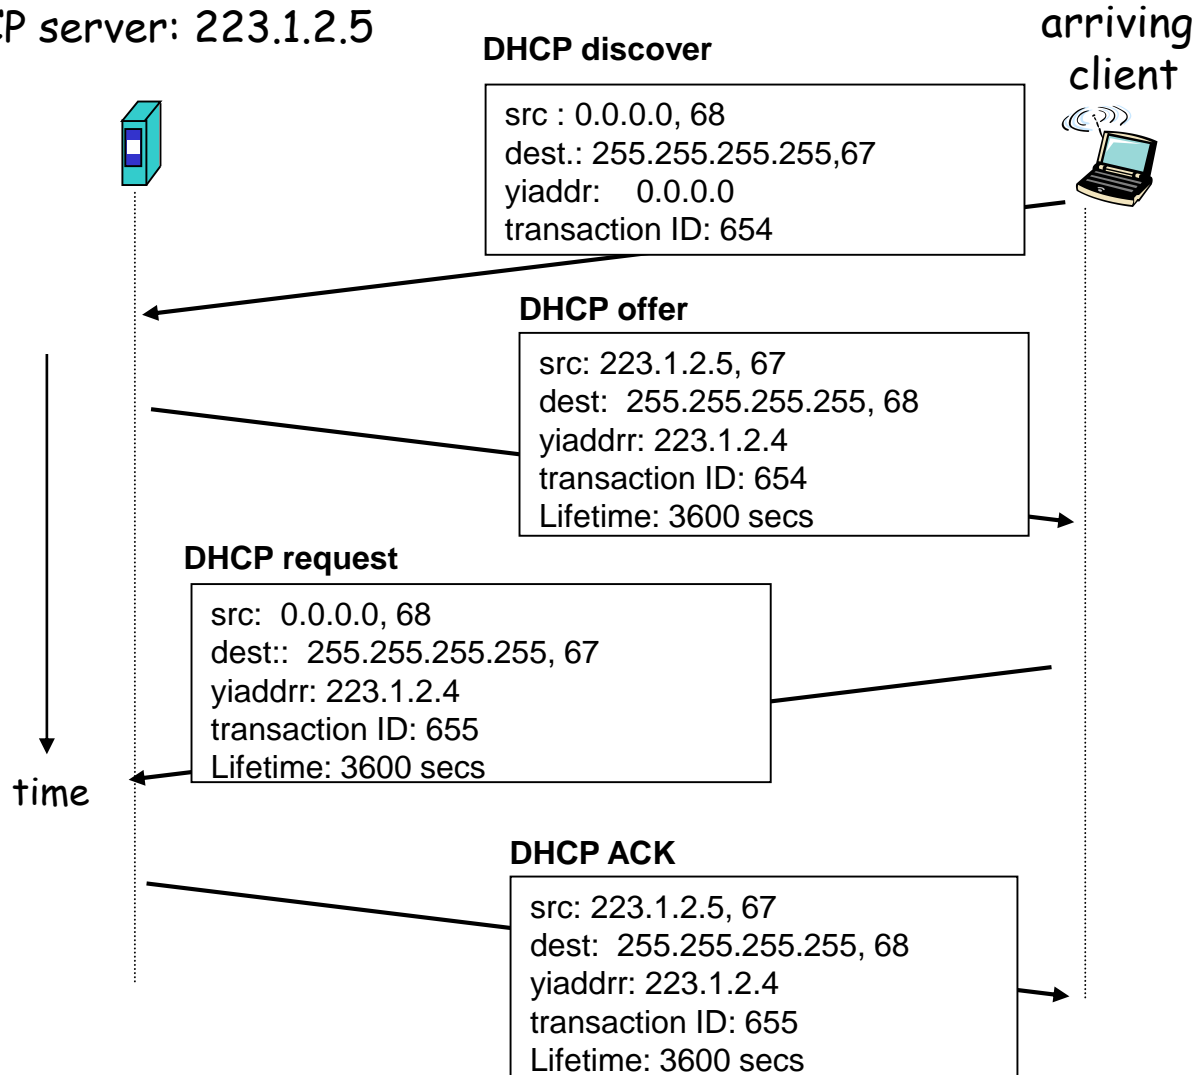 CP server: 223.1.2.5
arriving
client
DHCP discover
src : 0.0.0.0, 68
dest.: 255.255.255.255,67
yiaddr: 0.0.0.0
transaction ID: 654
DHCP offer
src: 223.1.2.5, 67
dest: 255.255.255.255, 68
yiaddrr: 223.1.2.4
transaction ID: 654
Lifetime: 3600 secs
DHCP request
src: 0.0.0.0, 68
dest:: 255.255.255.255, 67
yiaddrr: 223.1.2.4
transaction ID: 655
Lifetime: 3600 secs
time
DHCP ACK
src: 223.1.2.5, 67
dest: 255.255.255.255, 68
yiaddrr: 223.1.2.4
transaction ID: 655
Lifetime: 3600 secs